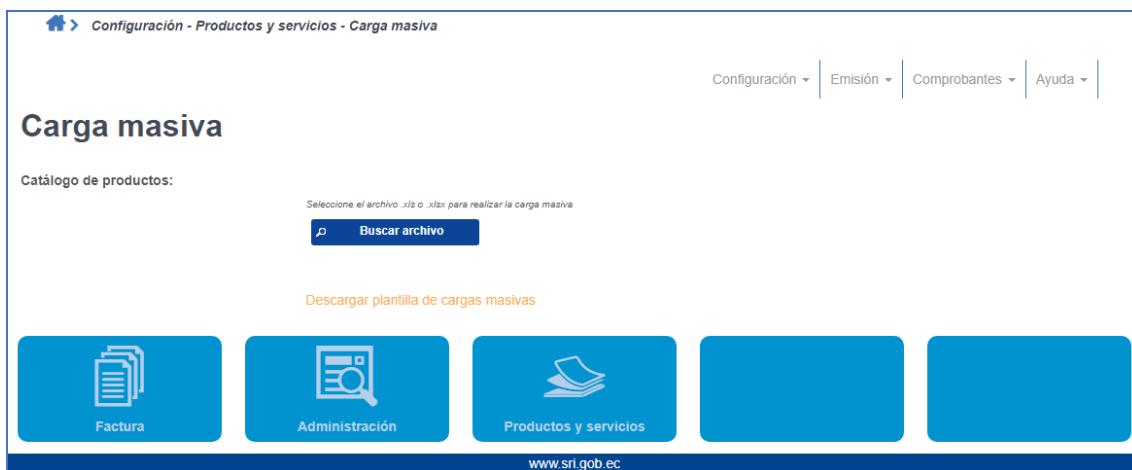 Configuración - Productos y servicios - Carga masiva
Configuración Emisión Comprobantes Ayuda
Carga masiva
Catálogo de productos:
Seleccione el archivo .xls o .xlsx para realizar la carga masiva
Buscar archivo
Descargar plantilla de cargas masivas
Factura Administración Productos y servicios
www.sri.gob.ec